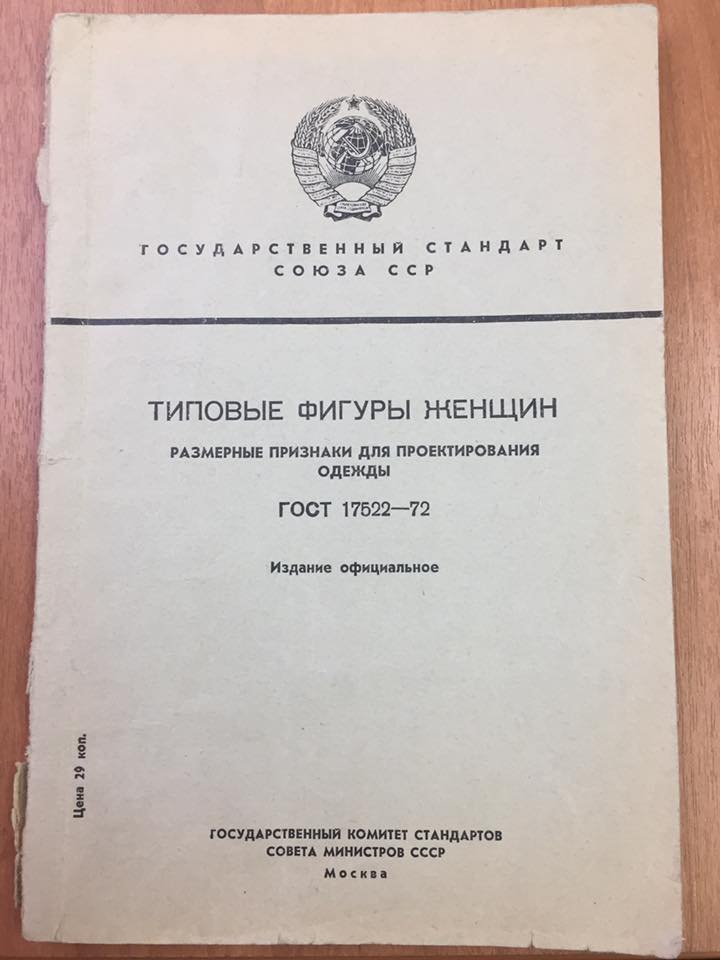 ГОСУДАРСТВЕННЫЙ СТАНДАРТ
СОЮЗА ССР
ТИПОВЫЕ ФИГУРЫ ЖЕНЩИН
РАЗМЕРНЫЕ ПРИЗНАКИ ДЛЯ ПРОЕКТИРОВАНИЯ
ОДЕЖДЫ
ГОСТ 17522—72
Издание официальное
Цена 29 коп.
ГОСУДАРСТВЕННЫЙ КОМИТЕТ СТАНДАРТОВ
СОВЕТА МИНИСТРОВ СССР
Москва